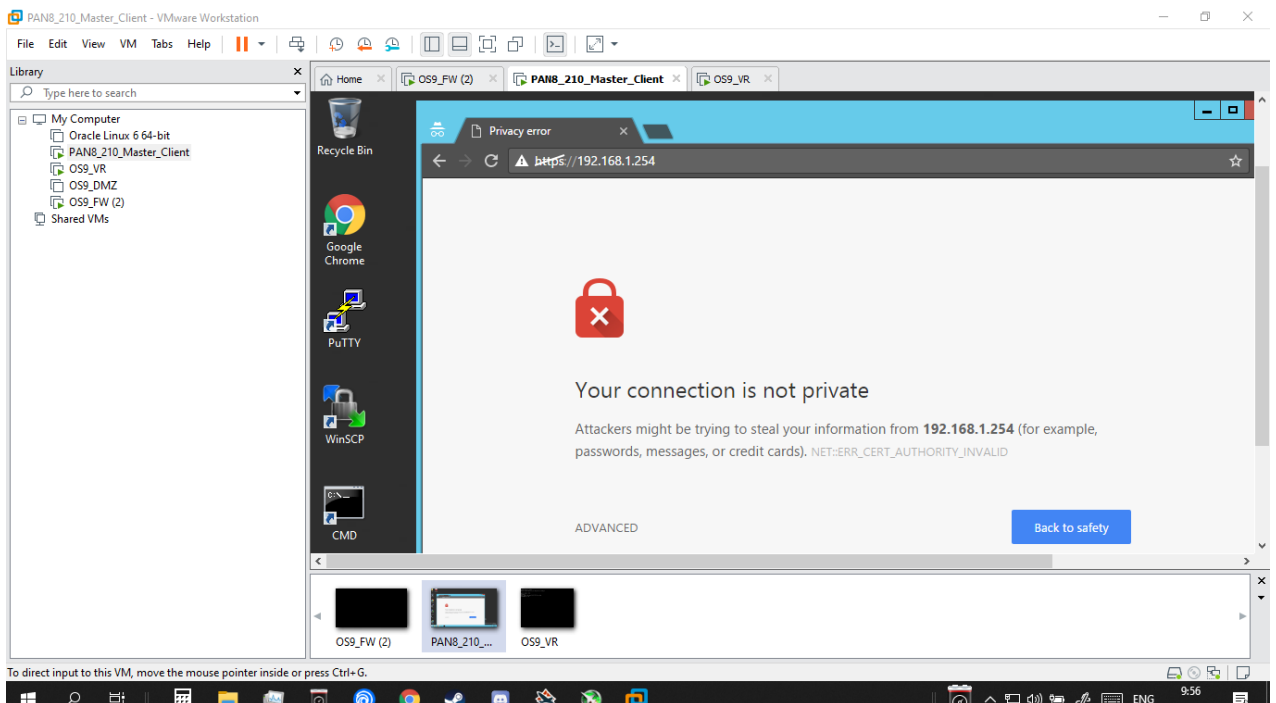 PAN8_210_Master_Client - VMware Workstation
File Edit View VM Tabs Help
Library
Type here to search
My Computer
Oracle Linux 6 64-bit
PAN8_210_Master_Client
OS9_VR
OS9_DMZ
OS9_FW (2)
Shared VMs
Home OS9_FW (2) PAN8_210_Master_Client OS9_VR
Recycle Bin
Google
Chrome
PuTTY
WinSCP
CMD
Privacy error
https://192.168.1.254
Your connection is not private
Attackers might be trying to steal your information from 192.168.1.254 (for example,
passwords, messages, or credit cards). NET::ERR_CERT_AUTHORITY_INVALID
ADVANCED Back to safety
OS9_FW (2) PAN8_210_... OS9_VR
To direct input to this VM, move the mouse pointer inside or press Ctrl+G.
ENG 9:56